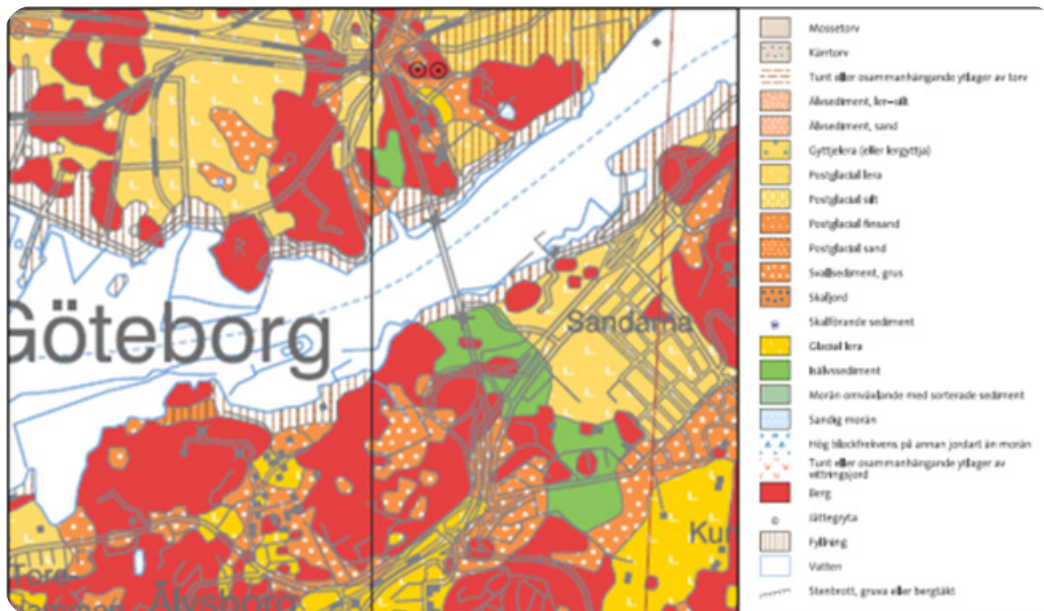 Göteborg
R
R
Sandarna
Kur
Älvsborg
Mossetorv
Kärrtorv
Tunt eller osammanhängande ytlager av torv
Älvsediment, ler-silt
Älvsediment, sand
Gyttjelera (eller lergyttja)
Postglacial lera
Postglacial silt
Postglacial finsand
Postglacial sand
Svallsediment, grus
Skaljord
Skalförande sediment
Glacial lera
Isälvssediment
Morän omväxlande med sorterade sediment
Sandig morän
Hög blockfrekvens på annan jordart än morän
Tunt eller osammanhängande ytlager av
vittringsjord
Berg
Jättegryta
Fyllning
Vatten
Stenbrott, gruva eller bergtäkt